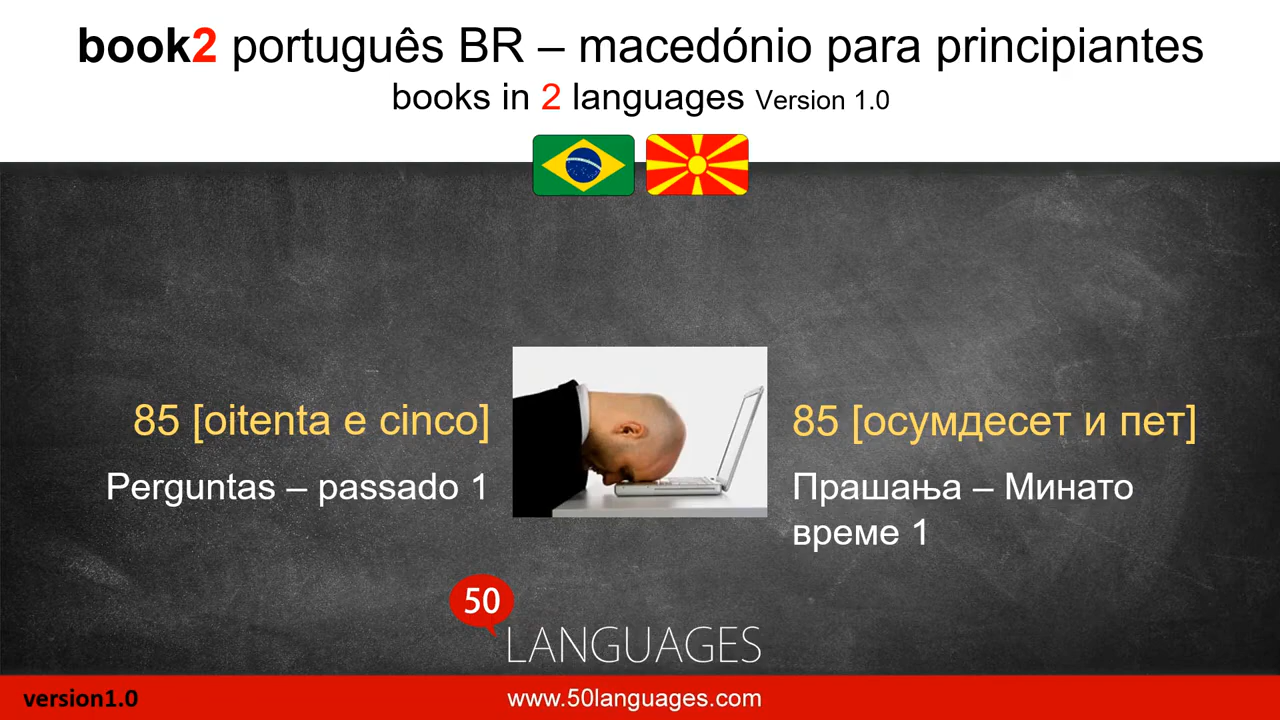 book2 português BR – macedónio para principiantes
books in 2 languages Version 1.0
85 [oitenta e cinco]
Perguntas – passado 1
85 [осумдесет и пет]
Прашања – Минато
време 1
50
LANGUAGES
version1.0
www.50languages.com